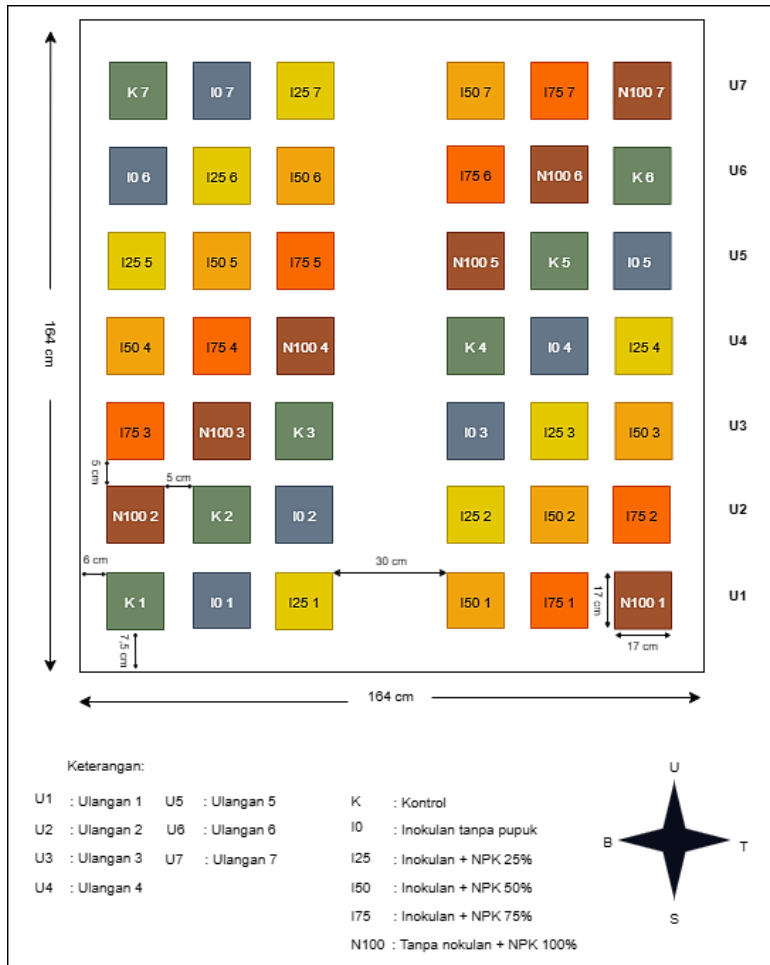 K 7 I0 7 I25 7 I50 7 I75 7 N100 7 U7
I0 6 I25 6 I50 6 I75 6 N100 6 K 6 U6
I25 5 I50 5 I75 5 N100 5 K 5 I0 5 U5
164 cm
I50 4 I75 4 N100 4 K 4 I0 4 I25 4 U4
I75 3 N100 3 K 3 I0 3 I25 3 I50 3 U3
5 cm
5 cm
N100 2 K 2 I0 2 I25 2 I50 2 I75 2 U2
6 cm
30 cm
K 1 I0 1 I25 1 I50 1 I75 1 17 cm N100 1 U1
7,5 cm
17 cm
164 cm
Keterangan:
U1 : Ulangan 1 U5 : Ulangan 5
U2 : Ulangan 2 U6 : Ulangan 6
U3 : Ulangan 3 U7 : Ulangan 7
U4 : Ulangan 4
K : Kontrol
I0 : Inokulan tanpa pupuk
I25 : Inokulan + NPK 25%
I50 : Inokulan + NPK 50%
I75 : Inokulan + NPK 75%
N100 : Tanpa nokulan + NPK 100%
U
B T
S